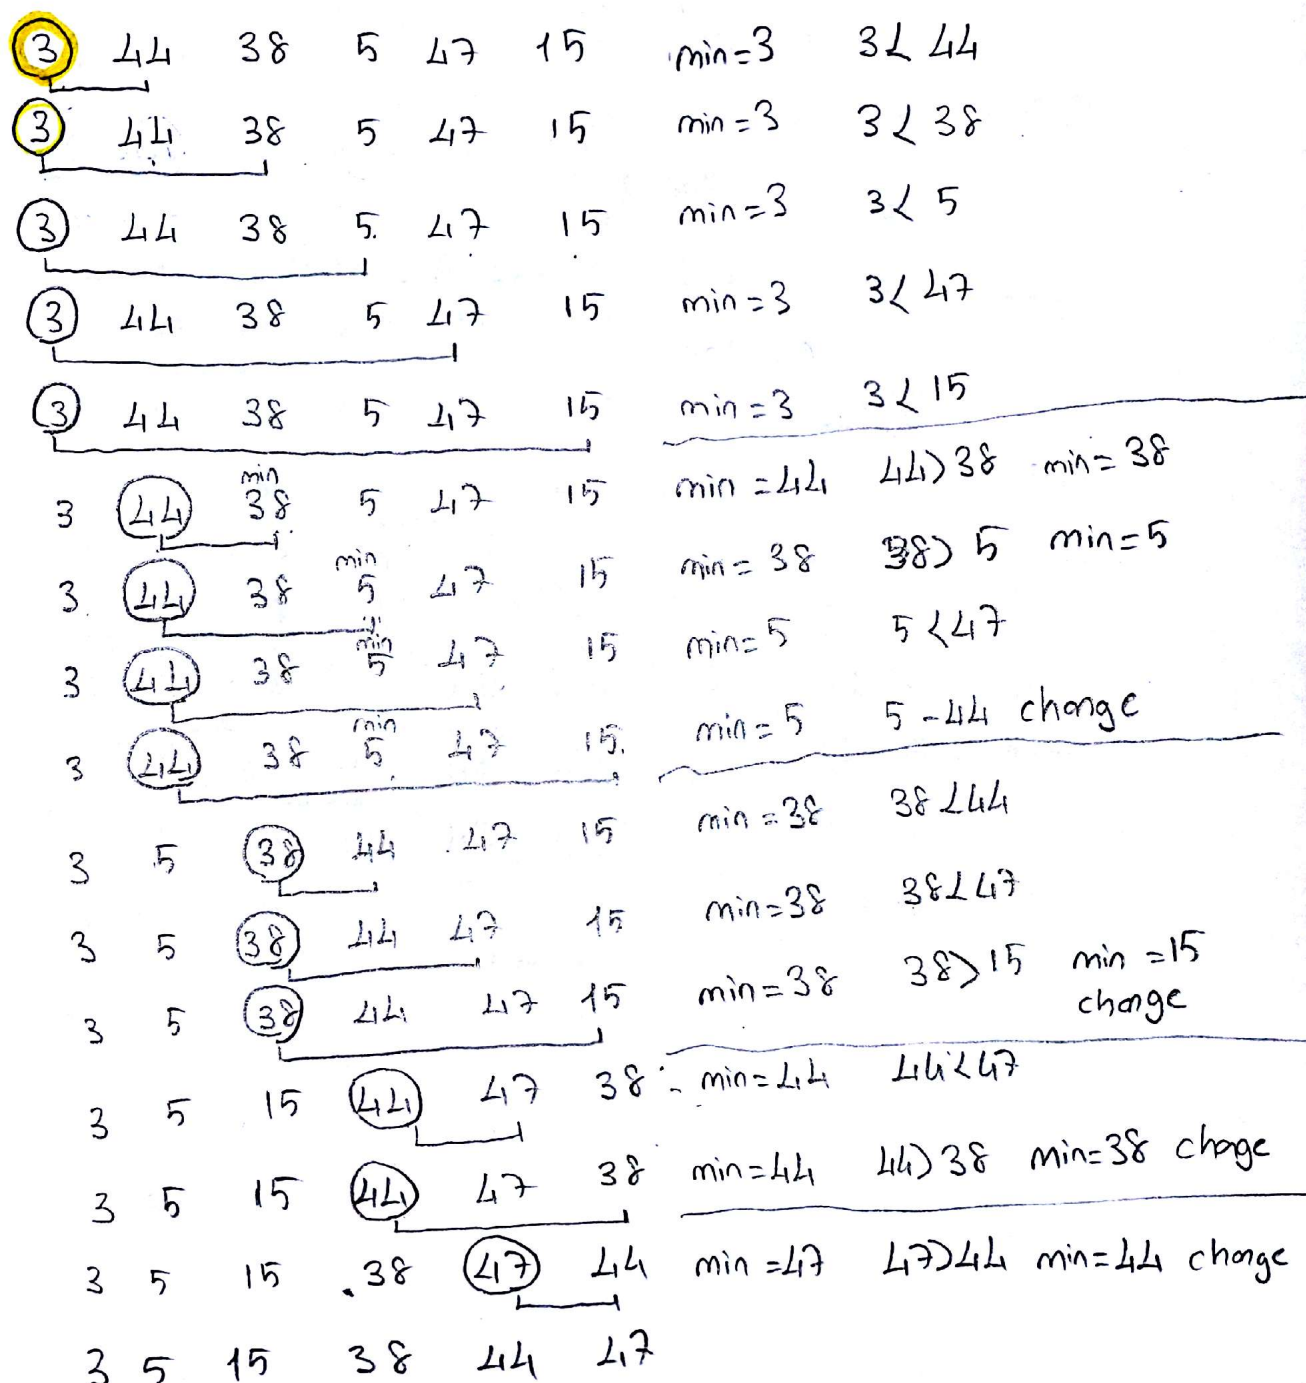 3 44 38 5 47 15 min=3 3<44
3 44 38 5 47 15 min=3 3<38
3 44 38 5 47 15 min=3 3<5
3 44 38 5 47 15 min=3 3<47
3 44 38 5 47 15 min=3 3<15
min
3 44 38 5 47 15 min=44 44>38 min=38
min
3 44 38 5 47 15 min=38 38>5 min=5
min
3 44 38 5 47 15 min=5 5<47
min
3 44 38 5 47 15 min=5 5-44 change
3 5 38 44 47 15 min=38 38<44
3 5 38 44 47 15 min=38 38<47
3 5 38 44 47 15 min=38 38>15 min=15
change
3 5 15 44 47 38 min=44 44<47
3 5 15 44 47 38 min=44 44>38 min=38 change
3 5 15 38 47 44 min=47 47>44 min=44 change
3 5 15 38 44 47